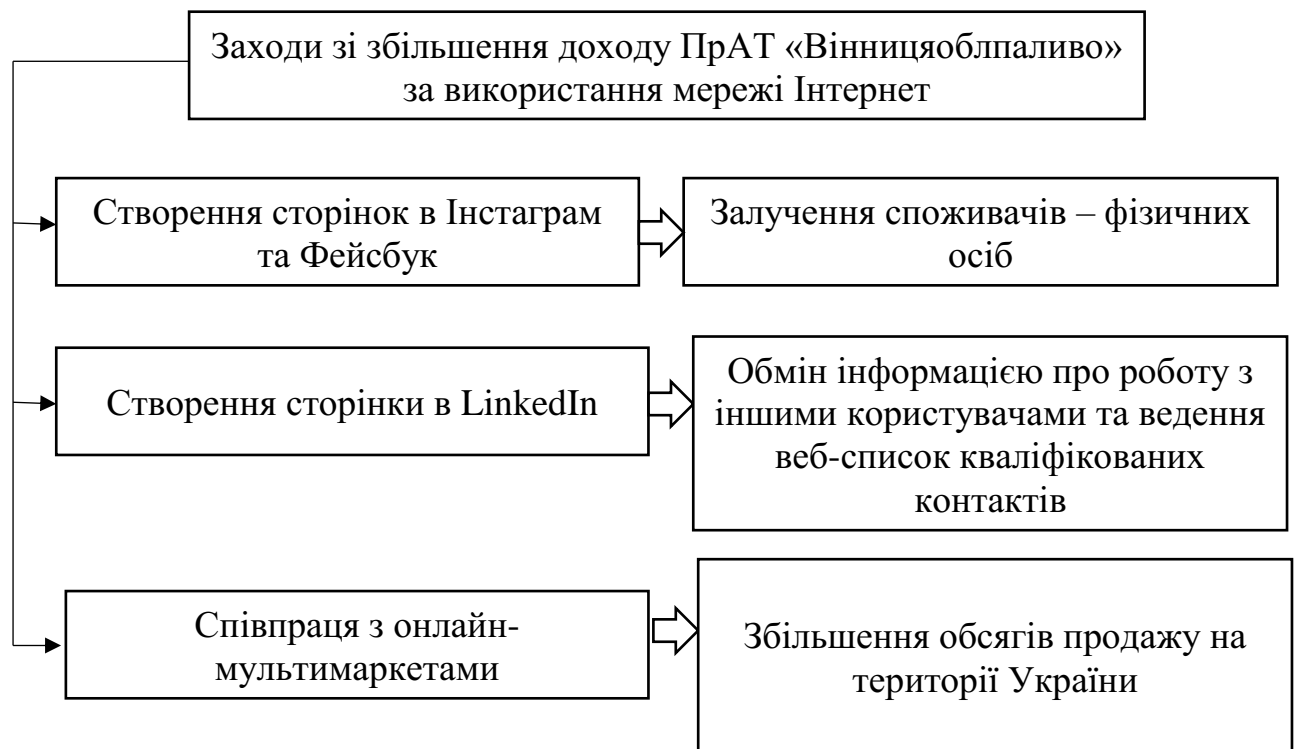 Заходи зі збільшення доходу ПрАТ «Вінницяоблпаливо»
за використання мережі Інтернет
Створення сторінок в Інстаграм
та Фейсбук
Залучення споживачів – фізичних
осіб
Створення сторінки в LinkedIn
Обмін інформацією про роботу з
іншими користувачами та ведення
веб-список кваліфікованих
контактів
Співпраця з онлайн-
мультимаркетами
Збільшення обсягів продажу на
території України